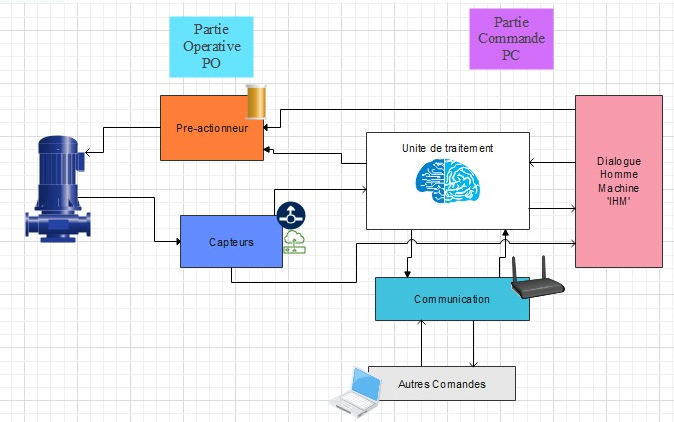 Partie
Operative
PO
Partie
Commande
PC
Pre-actionneur
Unite de traitement
Dialogue
Homme
Machine
'IHM'
Capteurs
Communication
Autres Comandes